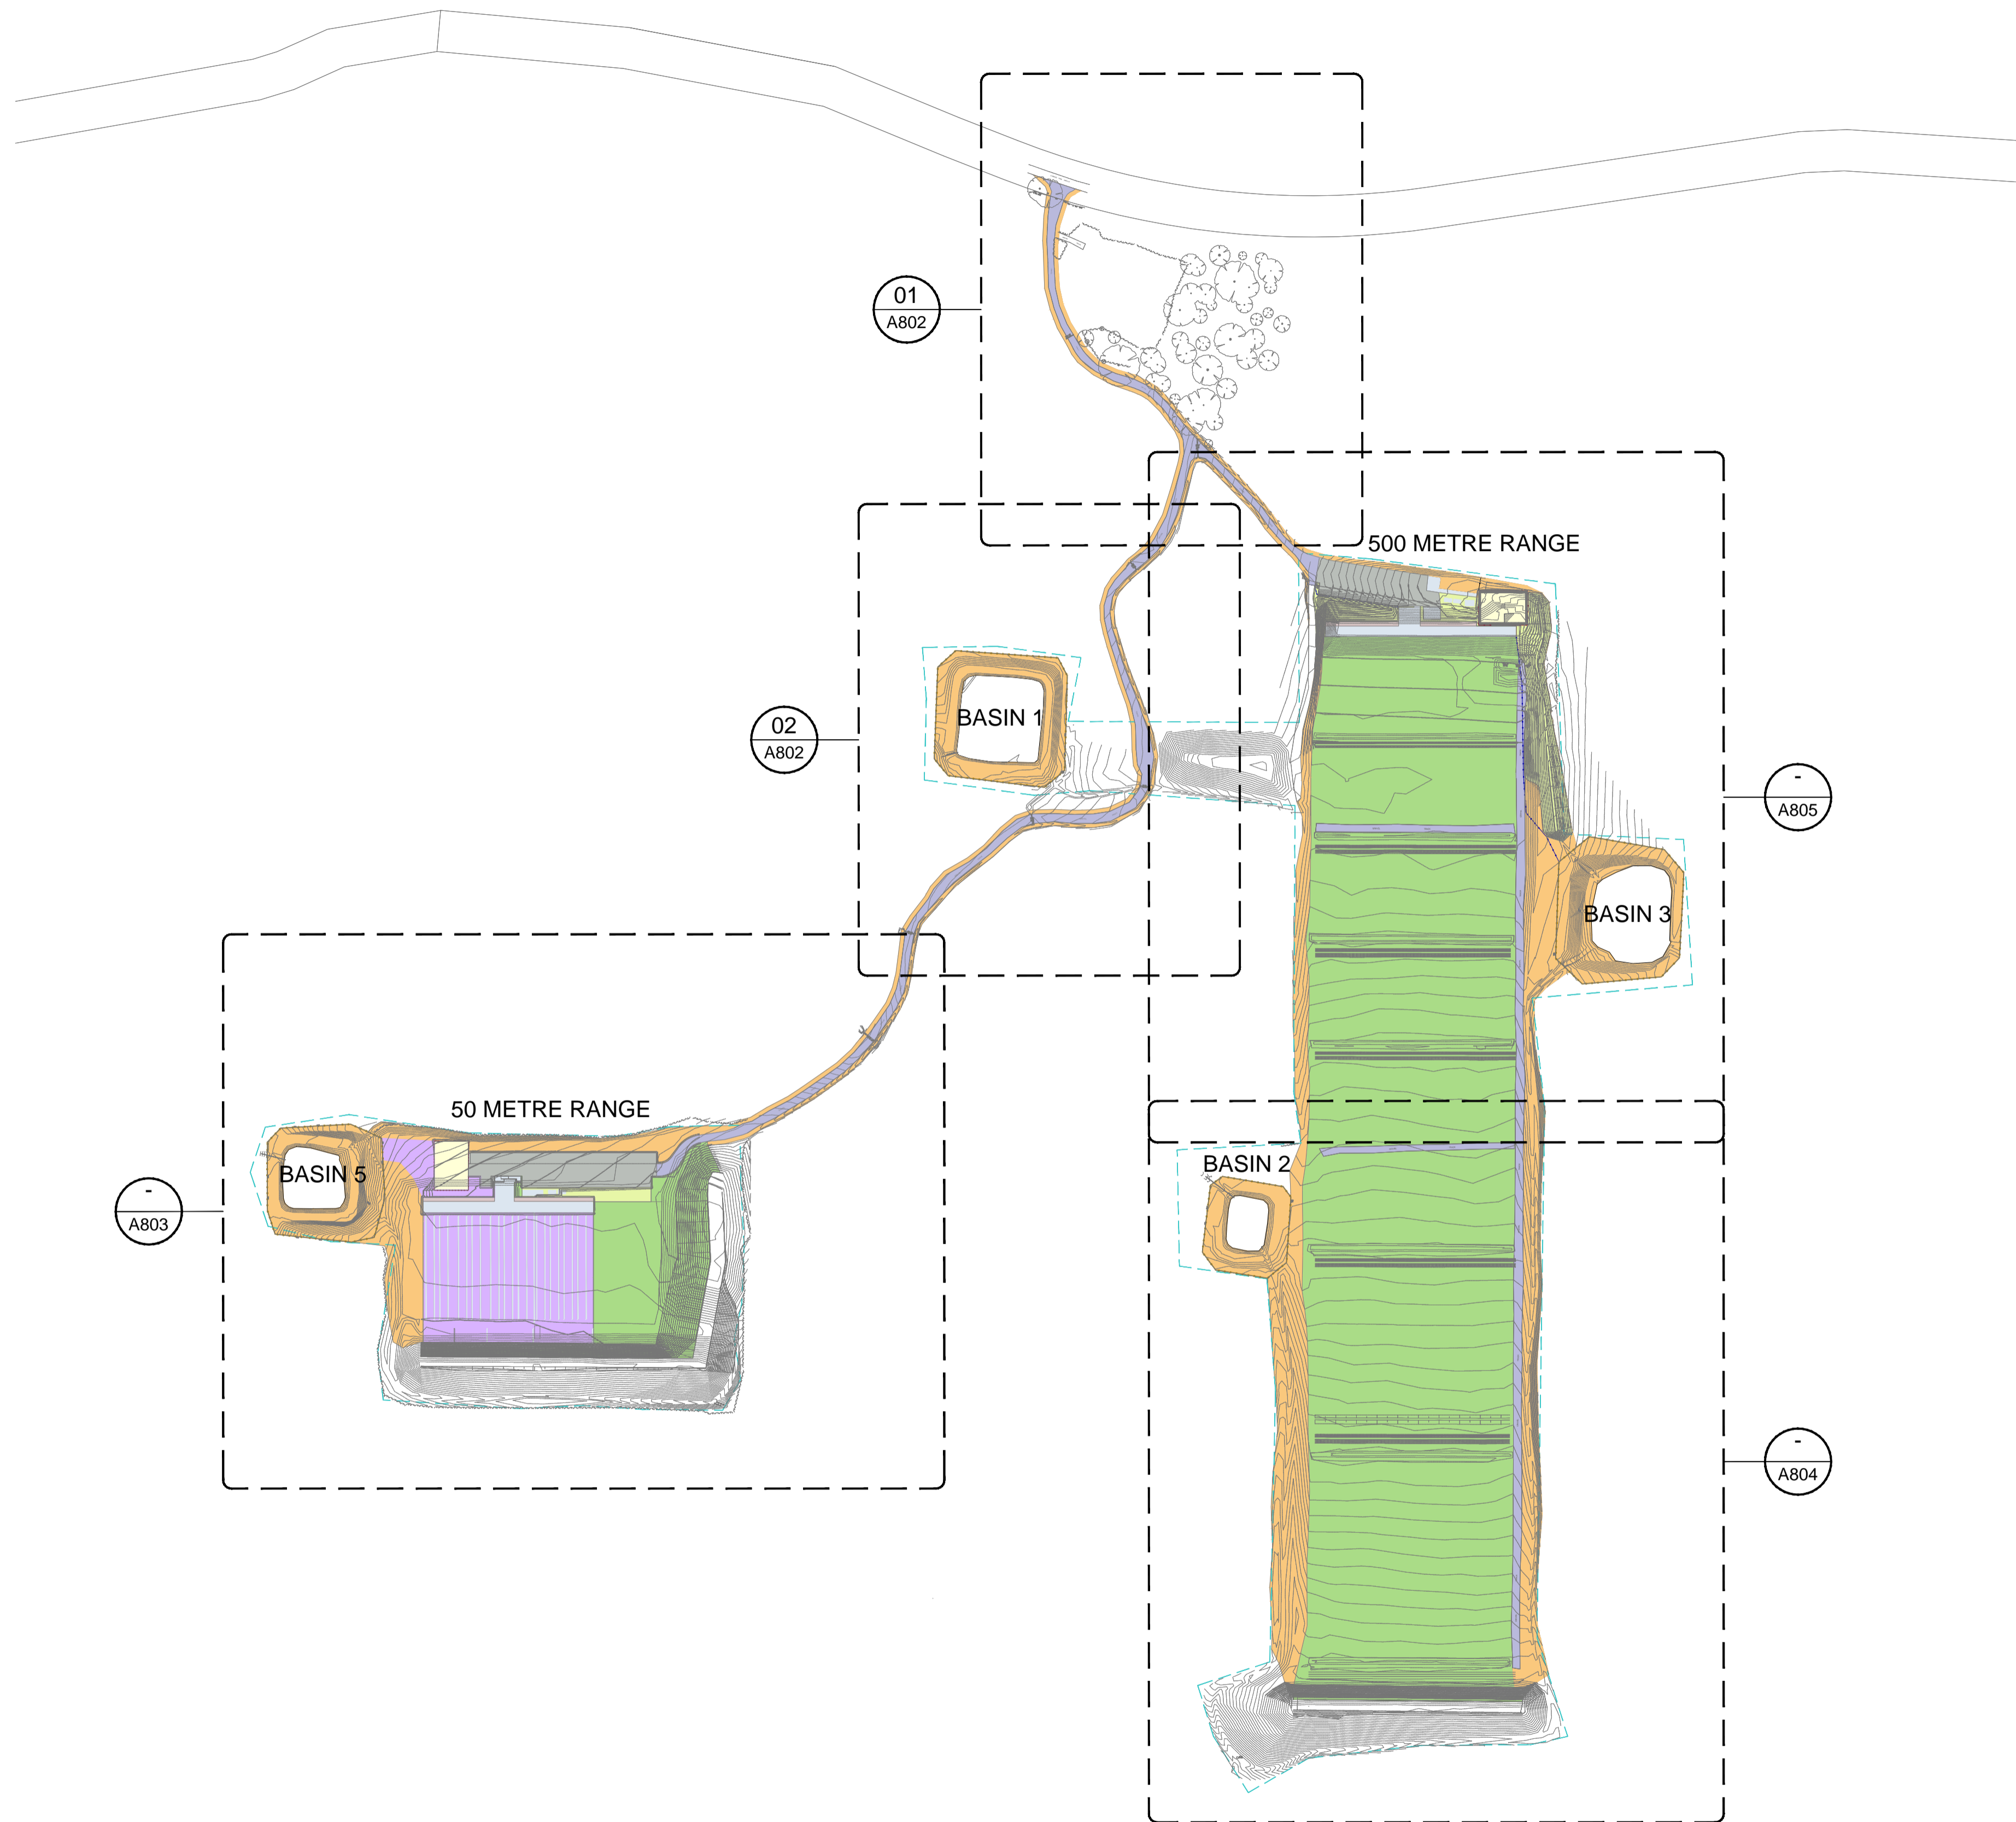 01
A802
500 METRE RANGE
BASIN 1
02
A802
-
A805
BASIN 3
50 METRE RANGE
BASIN 2
BASIN 5
-
A803
-
A804